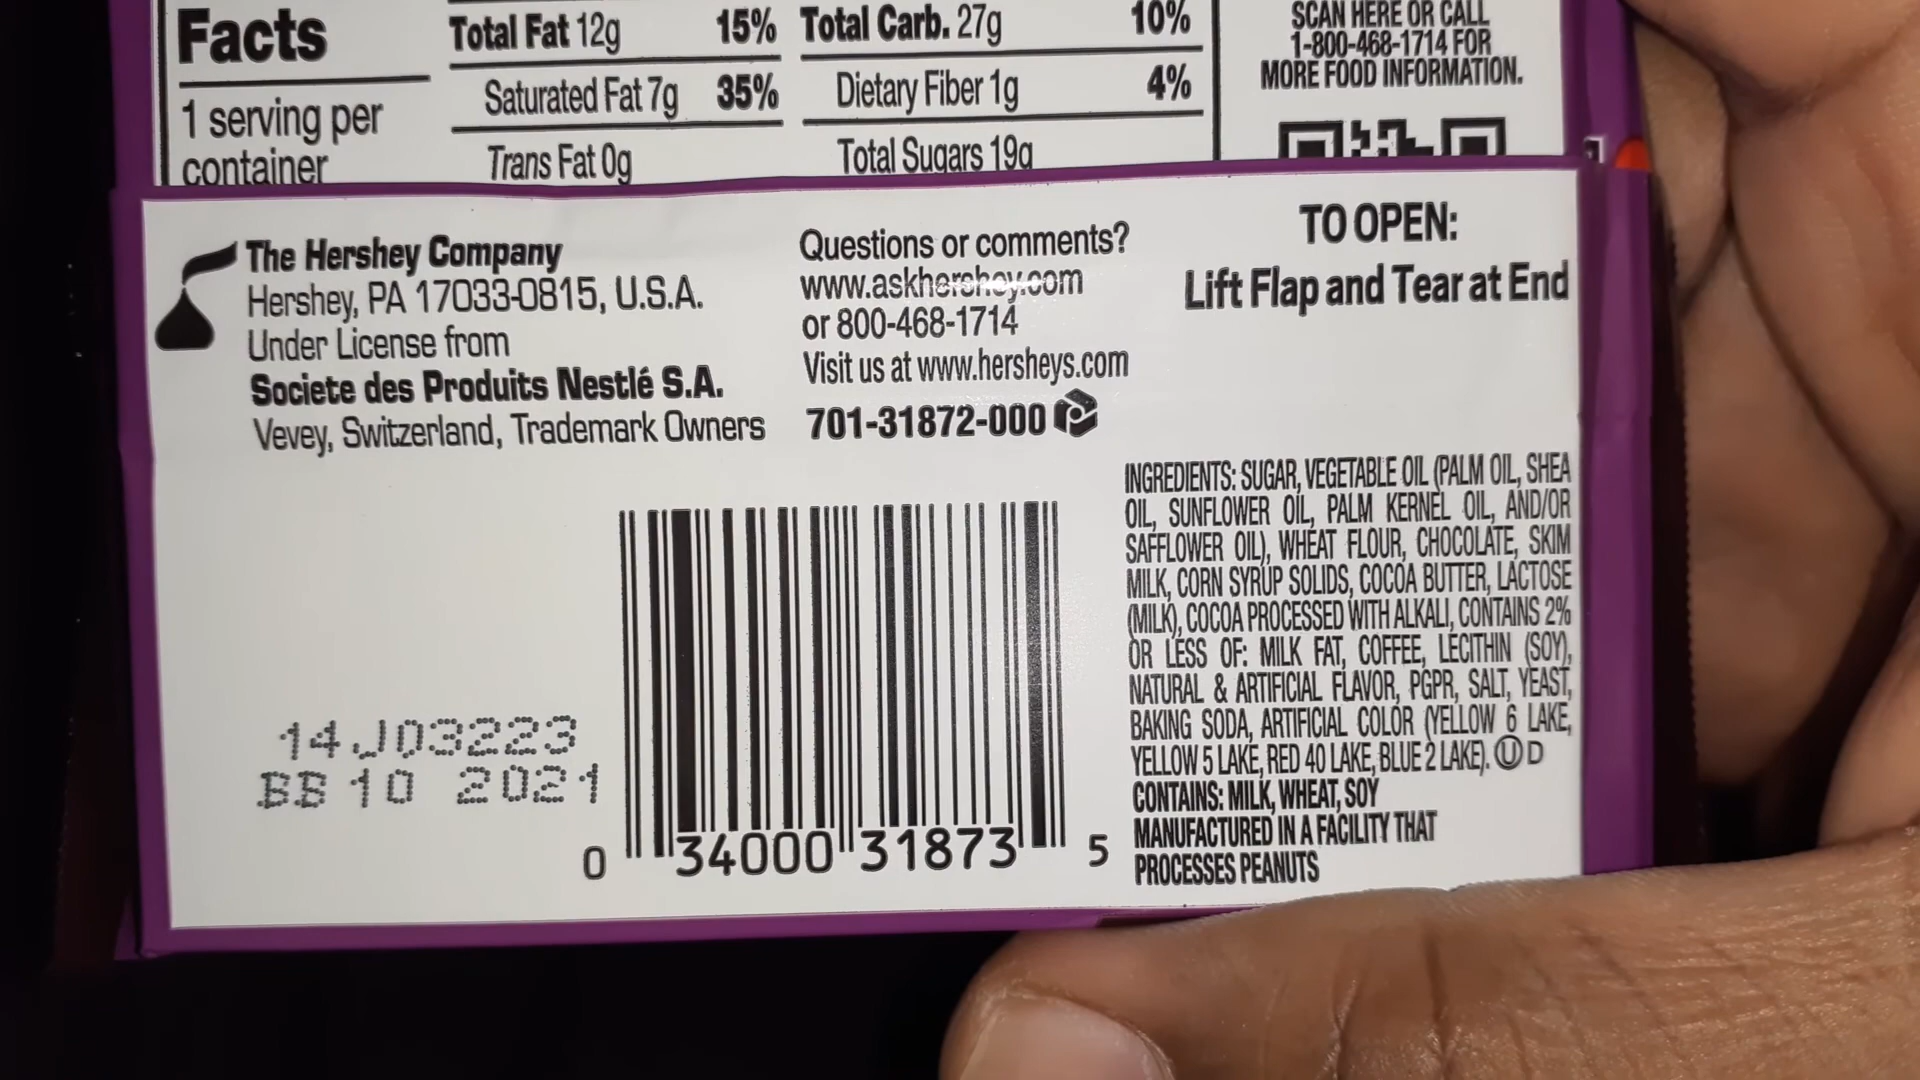 Facts
1 serving per
container
Total Fat 12g 15%
Saturated Fat 7g 35%
Trans Fat 0g
Total Carb. 27g 10%
Dietary Fiber 1g 4%
Total Sugars 19g
SCAN HERE OR CALL
1-800-468-1714 FOR
MORE FOOD INFORMATION.
The Hershey Company
Hershey, PA 17033-0815, U.S.A.
Under License from
Societe des Produits Nestlé S.A.
Vevey, Switzerland, Trademark Owners
Questions or comments?
www.askhershey.com
or 800-468-1714
Visit us at www.hersheys.com
701-31872-000
TO OPEN:
Lift Flap and Tear at End
INGREDIENTS: SUGAR, VEGETABLE OIL (PALM OIL, SHEA
OIL, SUNFLOWER OIL, PALM KERNEL OIL, AND/OR
SAFFLOWER OIL), WHEAT FLOUR, CHOCOLATE, SKIM
MILK, CORN SYRUP SOLIDS, COCOA BUTTER, LACTOSE
(MILK), COCOA PROCESSED WITH ALKALI, CONTAINS 2%
OR LESS OF: MILK FAT, COFFEE, LECITHIN (SOY),
NATURAL & ARTIFICIAL FLAVOR, PGPR, SALT, YEAST,
BAKING SODA, ARTIFICIAL COLOR (YELLOW 6 LAKE,
YELLOW 5 LAKE, RED 40 LAKE, BLUE 2 LAKE). Ⓤ D
CONTAINS: MILK, WHEAT, SOY
MANUFACTURED IN A FACILITY THAT
PROCESSES PEANUTS
14J03223
BB 10 2021
0 34000 31873 5